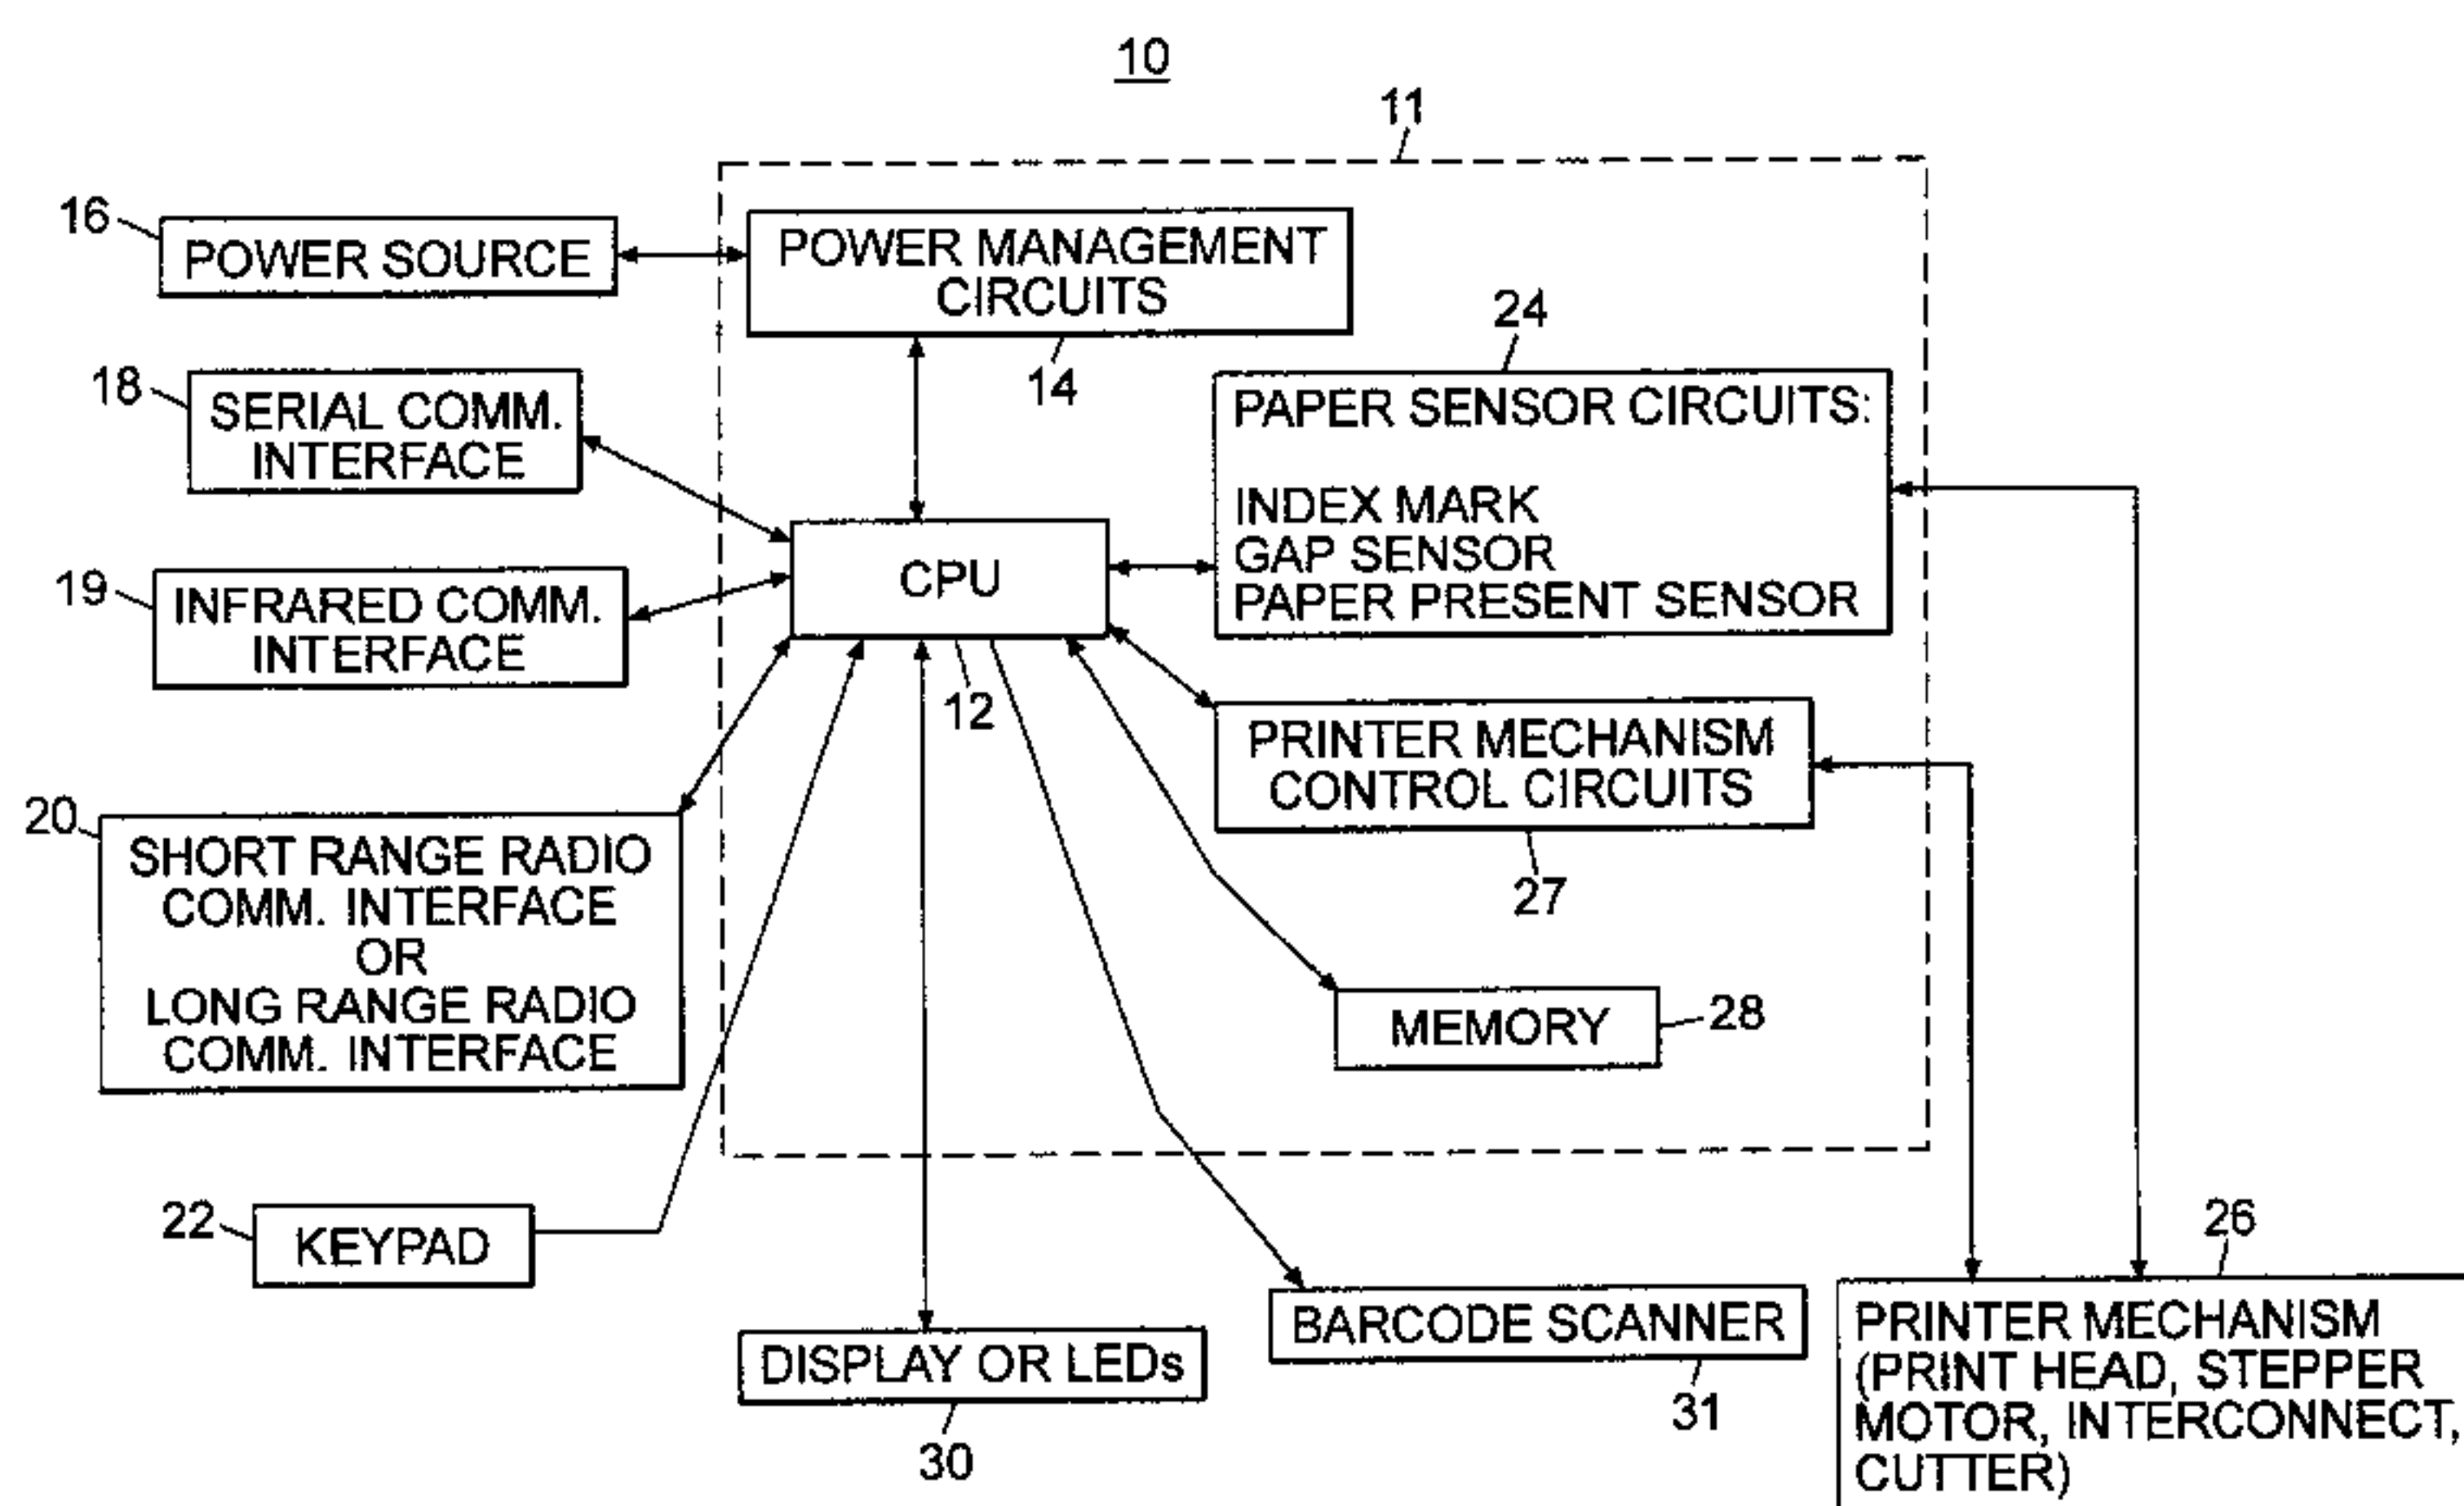 10
11
16
POWER SOURCE
POWER MANAGEMENT
CIRCUITS
14
24
18
SERIAL COMM.
INTERFACE
PAPER SENSOR CIRCUITS:
INDEX MARK
GAP SENSOR
PAPER PRESENT SENSOR
CPU
12
19
INFRARED COMM.
INTERFACE
PRINTER MECHANISM
CONTROL CIRCUITS
27
20
SHORT RANGE RADIO
COMM. INTERFACE
OR
LONG RANGE RADIO
COMM. INTERFACE
MEMORY
28
22
KEYPAD
26
DISPLAY OR LEDs
30
BARCODE SCANNER
31
PRINTER MECHANISM
(PRINT HEAD, STEPPER
MOTOR, INTERCONNECT,
CUTTER)